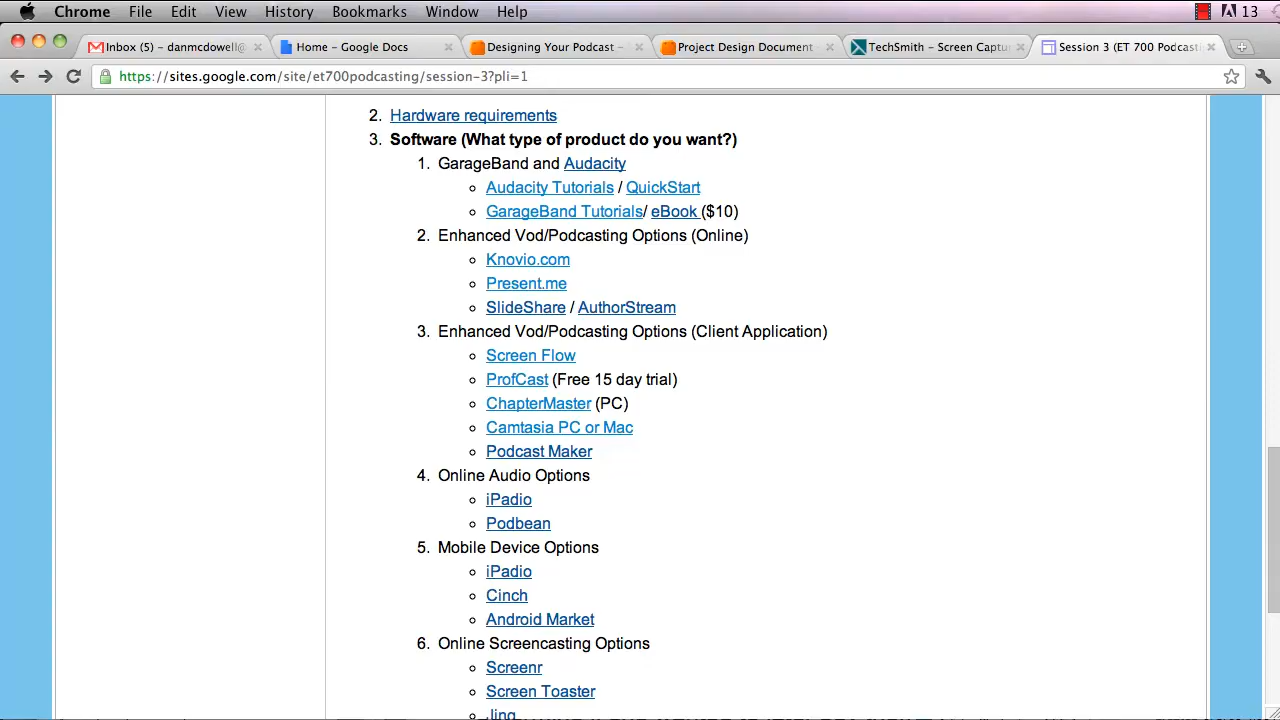 Chrome File Edit View History Bookmarks Window Help 13
Inbox (5) – danmcdowell@ Home – Google Docs Designing Your Podcast – Project Design Document TechSmith – Screen Captu Session 3 (ET 700 Podcasti
https://sites.google.com/site/et700podcasting/session-3?pli=1
2. Hardware requirements
3. Software (What type of product do you want?)
1. GarageBand and Audacity
Audacity Tutorials / QuickStart
GarageBand Tutorials/ eBook ($10)
2. Enhanced Vod/Podcasting Options (Online)
Knovio.com
Present.me
SlideShare / AuthorStream
3. Enhanced Vod/Podcasting Options (Client Application)
Screen Flow
ProfCast (Free 15 day trial)
ChapterMaster (PC)
Camtasia PC or Mac
Podcast Maker
4. Online Audio Options
iPadio
Podbean
5. Mobile Device Options
iPadio
Cinch
Android Market
6. Online Screencasting Options
Screenr
Screen Toaster
Jing